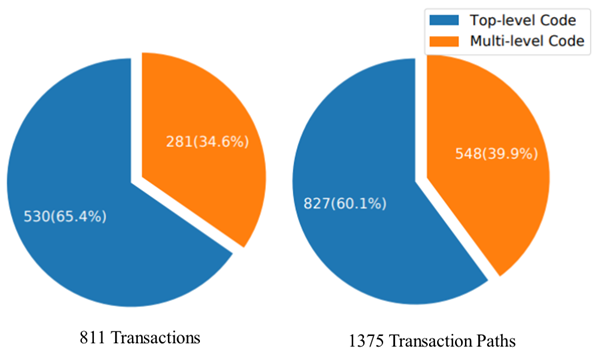 Top-level Code
Multi-level Code
281(34.6%)
530(65.4%)
548(39.9%)
827(60.1%)
811 Transactions
1375 Transaction Paths